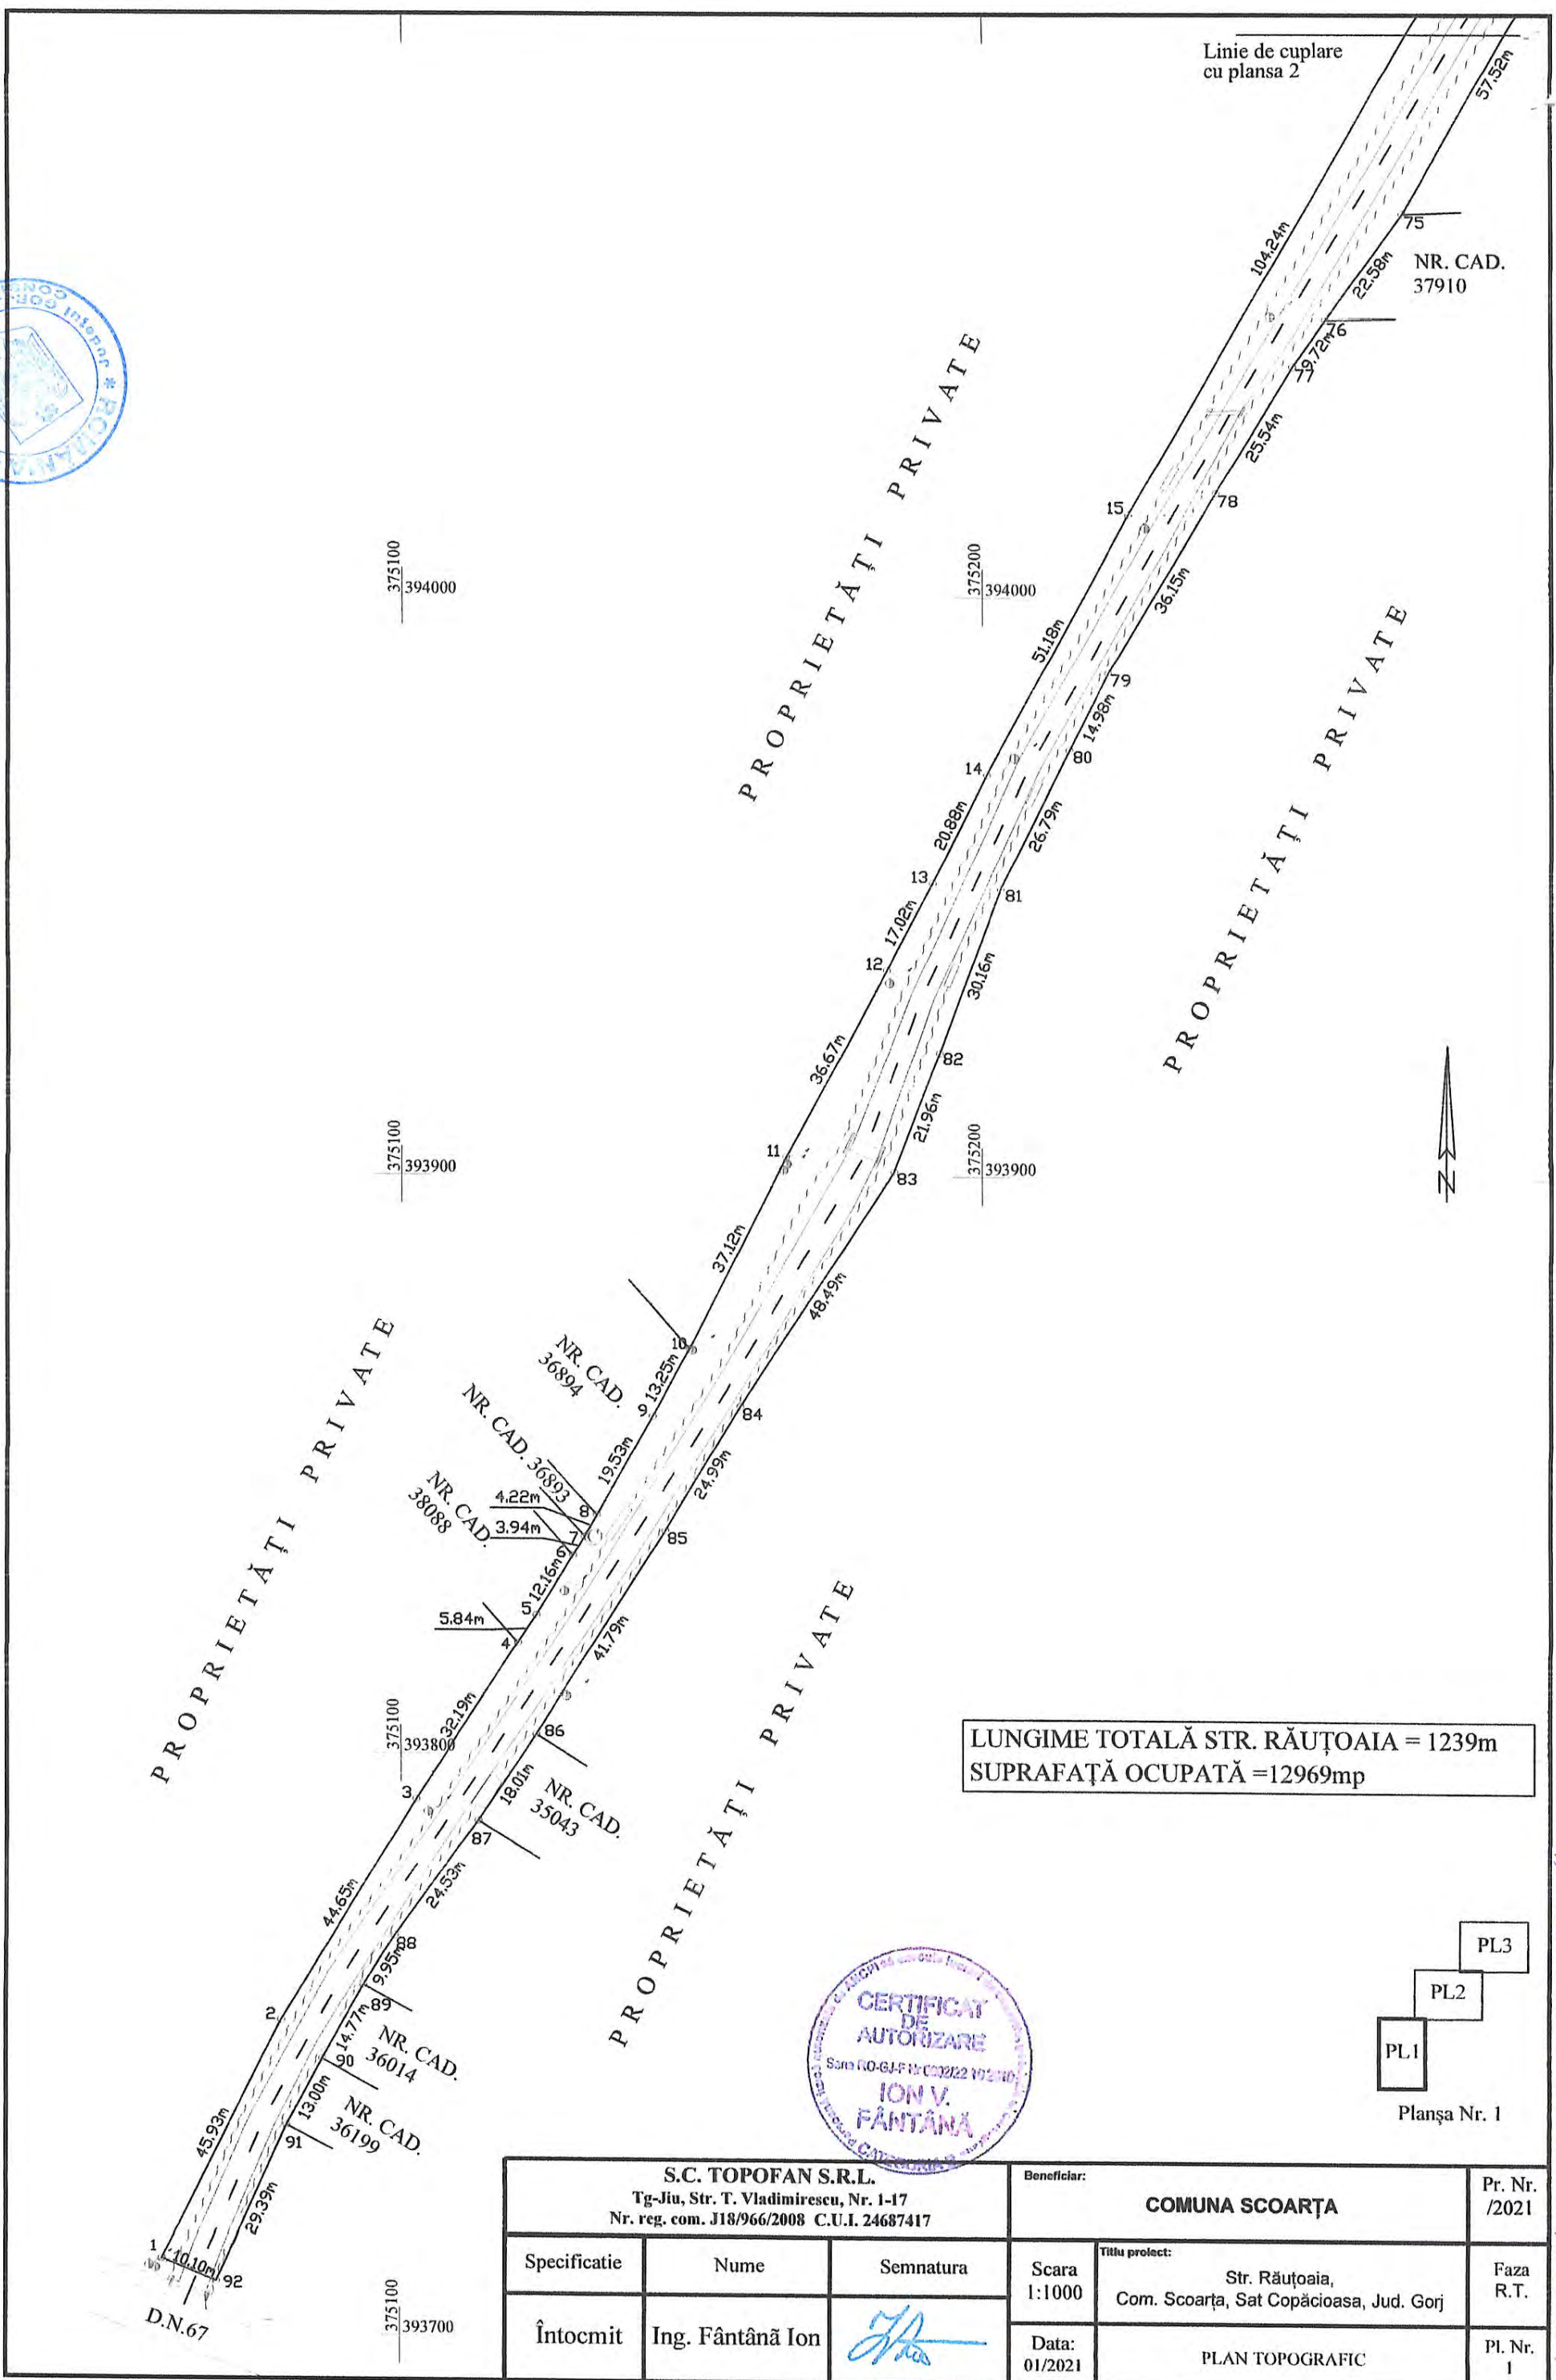 Linie de cuplare
cu plansa 2
57.52m
104.24m
75
NR. CAD.
37910
22.58m
76
9.72m
77
25.54m
78
15
36.15m
375100
394000
375200
394000
51.18m
79
14.98m
80
14
20.88m
26.79m
13
81
17.02m
12
30.16m
36.67m
82
21.96m
11
83
375100
393900
375200
393900
N
37.12m
48.49m
10
NR. CAD.
36894
13.25m
9
84
19.53m
24.99m
NR. CAD. 36893
4.22m
8
NR. CAD.
38088
3.94m
7
6
85
12.16m
5
5.84m
4
41.79m
32.19m
375100
393800
86
18.01m
NR. CAD.
35043
3
87
44.65m
24.53m
88
9.95m
2
89
14.77m
NR. CAD.
36014
90
13.00m
NR. CAD.
36199
45.93m
91
29.39m
1
10.10m
92
D.N.67
375100
393700
PROPRIETĂȚI PRIVATE
PROPRIETĂȚI PRIVATE
PROPRIETĂȚI PRIVATE
PROPRIETĂȚI PRIVATE
Județul GORJ
* ROMÂNIA
LUNGIME TOTALĂ STR. RĂUȚOAIA = 1239m
SUPRAFAȚĂ OCUPATĂ =12969mp
PL3
PL2
PL1
Planșa Nr. 1
CERTIFICAT
DE
AUTORIZARE
ION V.
FÂNTÂNĂ
S.C. TOPOFAN S.R.L.
Tg-Jiu, Str. T. Vladimirescu, Nr. 1-17
Nr. reg. com. J18/966/2008 C.U.I. 24687417
Beneficiar:
COMUNA SCOARȚA
Pr. Nr.
/2021
Specificatie
Nume
Semnatura
Scara
1:1000
Titlu proiect:
Str. Răuțoaia,
Com. Scoarța, Sat Copăcioasa, Jud. Gorj
Faza
R.T.
Întocmit
Ing. Fântână Ion
Data:
01/2021
PLAN TOPOGRAFIC
Pl. Nr.
1